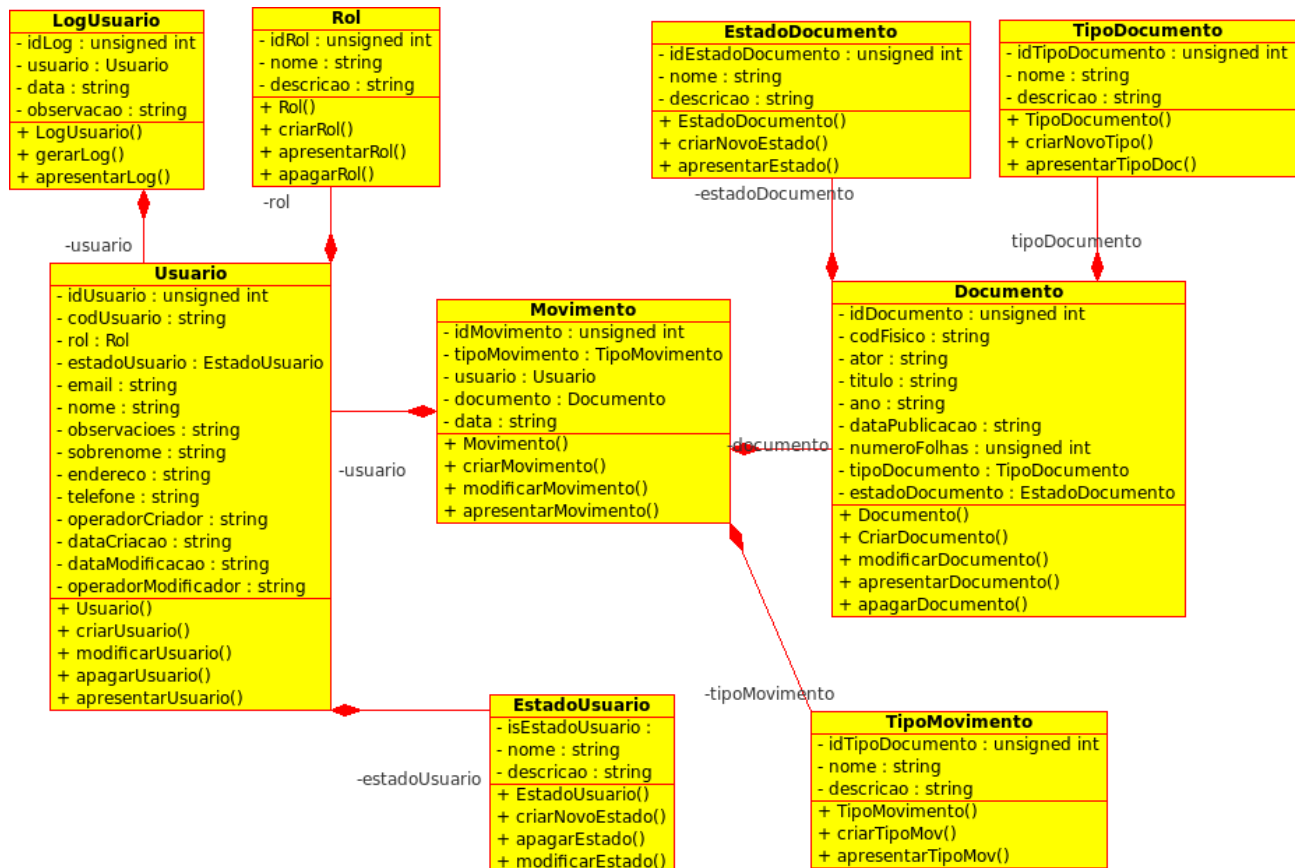 LogUsuario
- idLog : unsigned int
- usuario : Usuario
- data : string
- observacao : string
+ LogUsuario()
+ gerarLog()
+ apresentarLog()
Rol
- idRol : unsigned int
- nome : string
- descricao : string
+ Rol()
+ criarRol()
+ apresentarRol()
+ apagarRol()
EstadoDocumento
- idEstadoDocumento : unsigned int
- nome : string
- descricao : string
+ EstadoDocumento()
+ criarNovoEstado()
+ apresentarEstado()
TipoDocumento
- idTipoDocumento : unsigned int
- nome : string
- descricao : string
+ TipoDocumento()
+ criarNovoTipo()
+ apresentarTipoDoc()
-usuario
-rol
-estadoDocumento
tipoDocumento
Usuario
- idUsuario : unsigned int
- codUsuario : string
- rol : Rol
- estadoUsuario : EstadoUsuario
- email : string
- nome : string
- observacioes : string
- sobrenome : string
- endereco : string
- telefone : string
- operadorCriador : string
- dataCriacao : string
- dataModificacao : string
- operadorModificador : string
+ Usuario()
+ criarUsuario()
+ modificarUsuario()
+ apagarUsuario()
+ apresentarUsuario()
-usuario
Movimento
- idMovimento : unsigned int
- tipoMovimento : TipoMovimento
- usuario : Usuario
- documento : Documento
- data : string
+ Movimento()
+ criarMovimento()
+ modificarMovimento()
+ apresentarMovimento()
-documento
Documento
- idDocumento : unsigned int
- codFisico : string
- ator : string
- titulo : string
- ano : string
- dataPublicacao : string
- numeroFolhas : unsigned int
- tipoDocumento : TipoDocumento
- estadoDocumento : EstadoDocumento
+ Documento()
+ CriarDocumento()
+ modificarDocumento()
+ apresentarDocumento()
+ apagarDocumento()
-estadoUsuario
EstadoUsuario
- isEstadoUsuario :
- nome : string
- descricao : string
+ EstadoUsuario()
+ criarNovoEstado()
+ apagarEstado()
+ modificarEstado()
-tipoMovimento
TipoMovimento
- idTipoDocumento : unsigned int
- nome : string
- descricao : string
+ TipoMovimento()
+ criarTipoMov()
+ apresentarTipoMov()